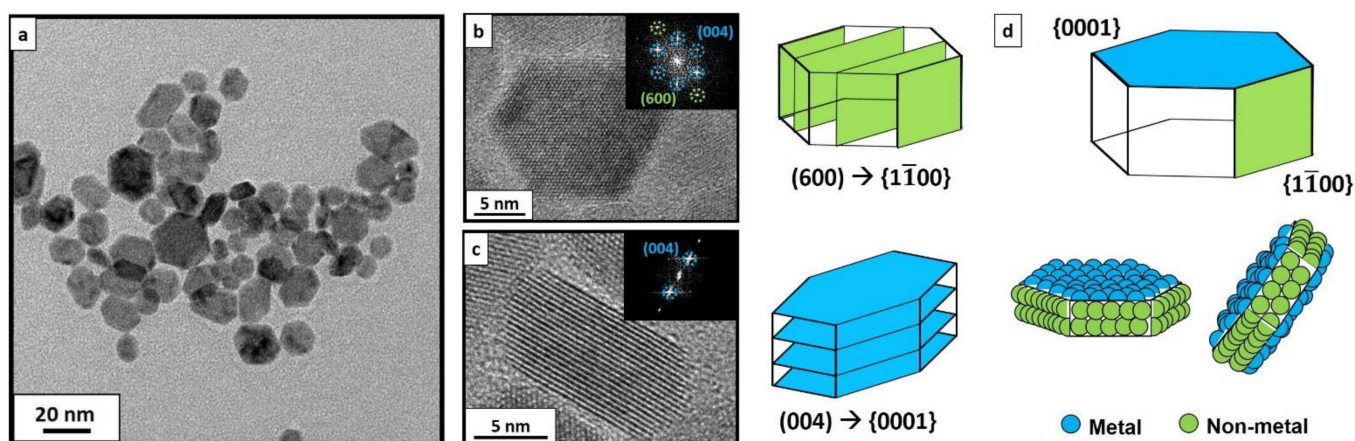 a
20 nm
b
(004)
(600)
5 nm
c
(004)
5 nm
(600) → {11̅00}
(004) → {0001}
d
{0001}
{11̅00}
Metal
Non-metal